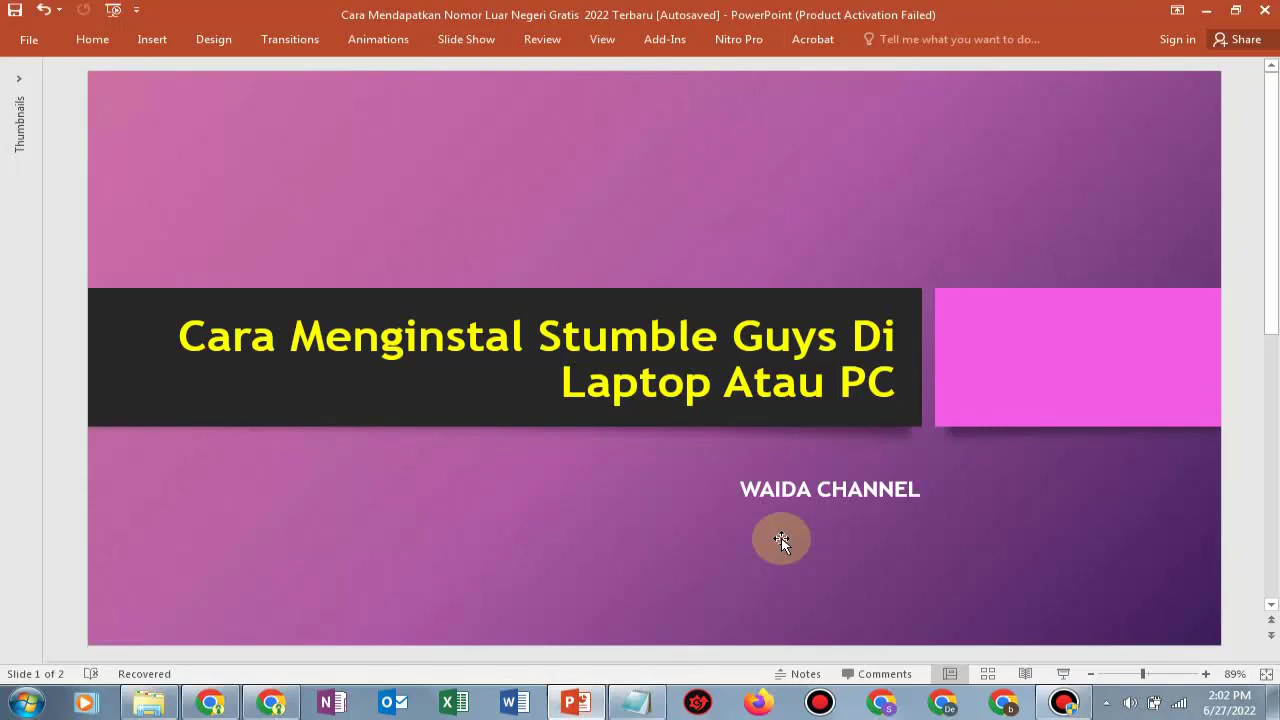 Cara Mendapatkan Nomor Luar Negeri Gratis 2022 Terbaru [Autosaved] - PowerPoint (Product Activation Failed)
File Home Insert Design Transitions Animations Slide Show Review View Add-Ins Nitro Pro Acrobat Tell me what you want to do... Sign in Share
Thumbnails
Cara Menginstal Stumble Guys Di
Laptop Atau PC
WAIDA CHANNEL
Slide 1 of 2 Recovered Notes Comments 89%
2:02 PM
6/27/2022